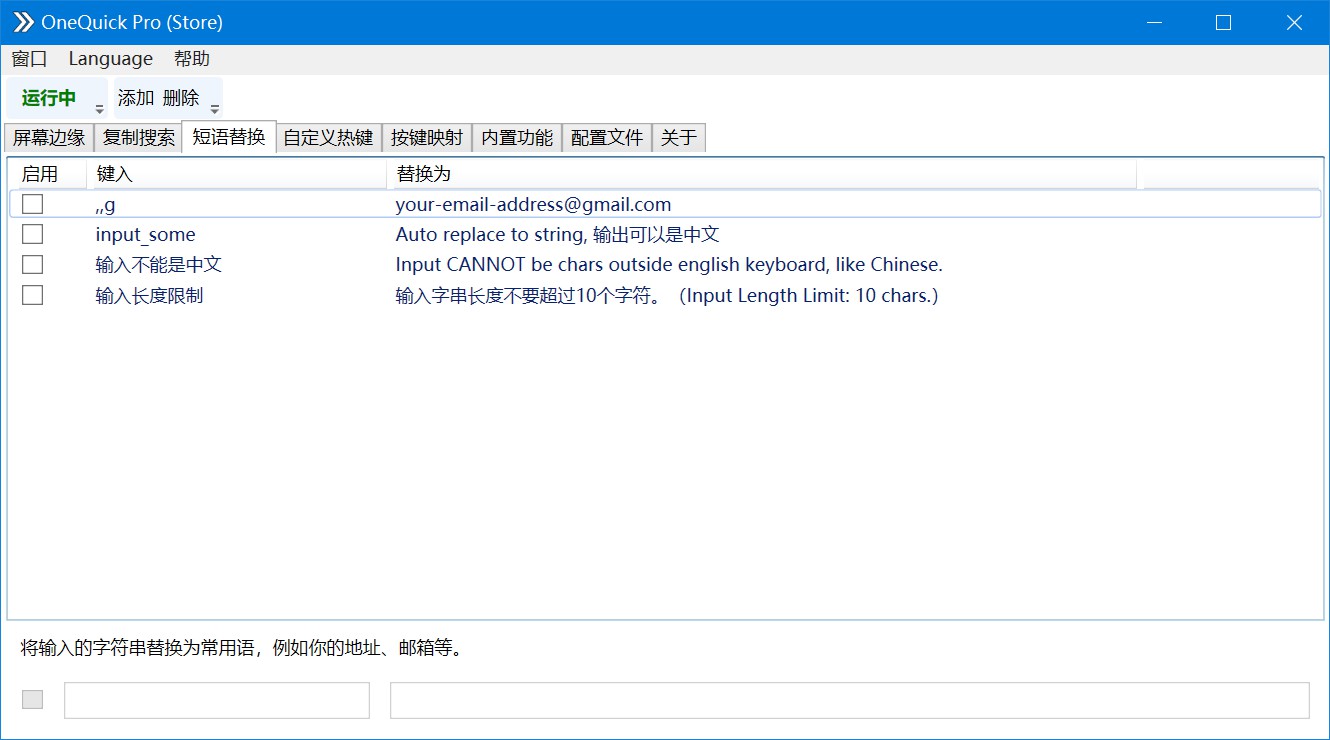 OneQuick Pro (Store)
窗口 Language 帮助
运行中 添加 删除
屏幕边缘 复制搜索 短语替换 自定义热键 按键映射 内置功能 配置文件 关于
启用 键入 替换为
,,g your-email-address@gmail.com
input_some Auto replace to string, 输出可以是中文
输入不能是中文 Input CANNOT be chars outside english keyboard, like Chinese.
输入长度限制 输入字串长度不要超过10个字符。（Input Length Limit: 10 chars.）
将输入的字符串替换为常用语，例如你的地址、邮箱等。